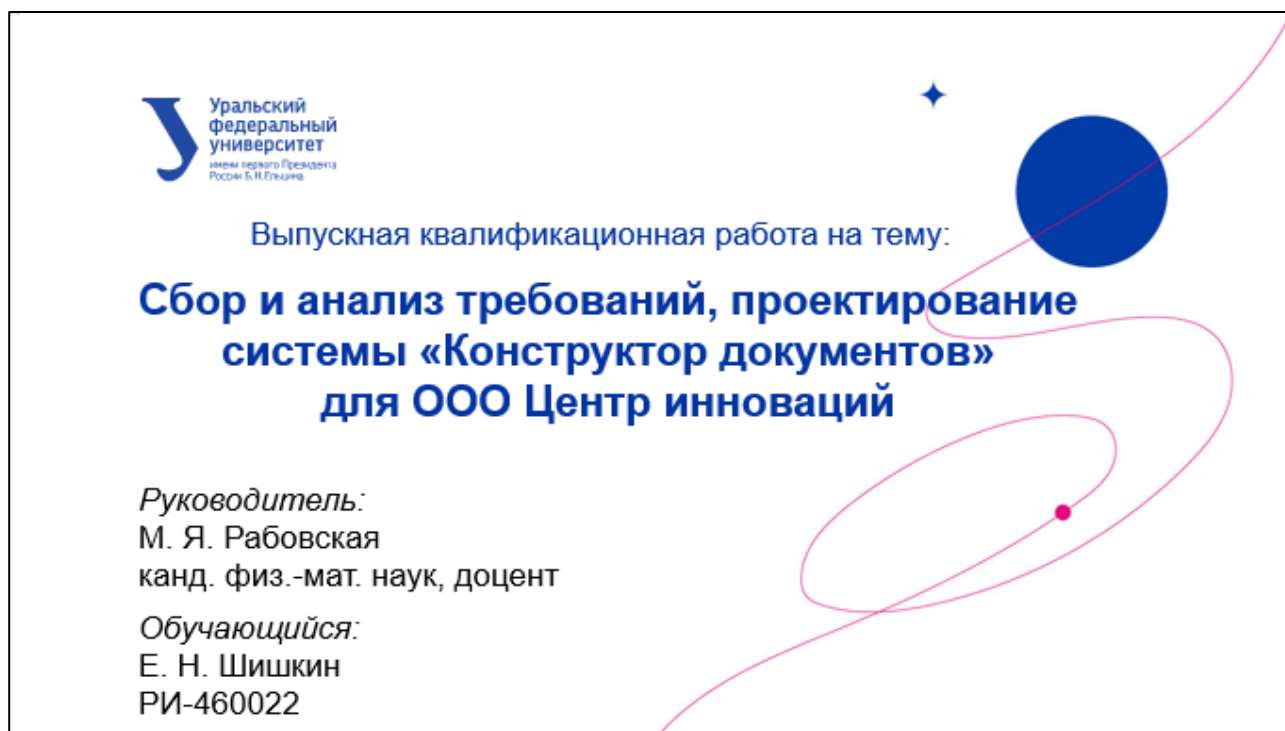 Уральский
федеральный
университет
имени первого Президента
России Б.Н.Ельцина
Выпускная квалификационная работа на тему:
Сбор и анализ требований, проектирование
системы «Конструктор документов»
для ООО Центр инноваций
Руководитель:
М. Я. Рабовская
канд. физ.-мат. наук, доцент
Обучающийся:
Е. Н. Шишкин
РИ-460022